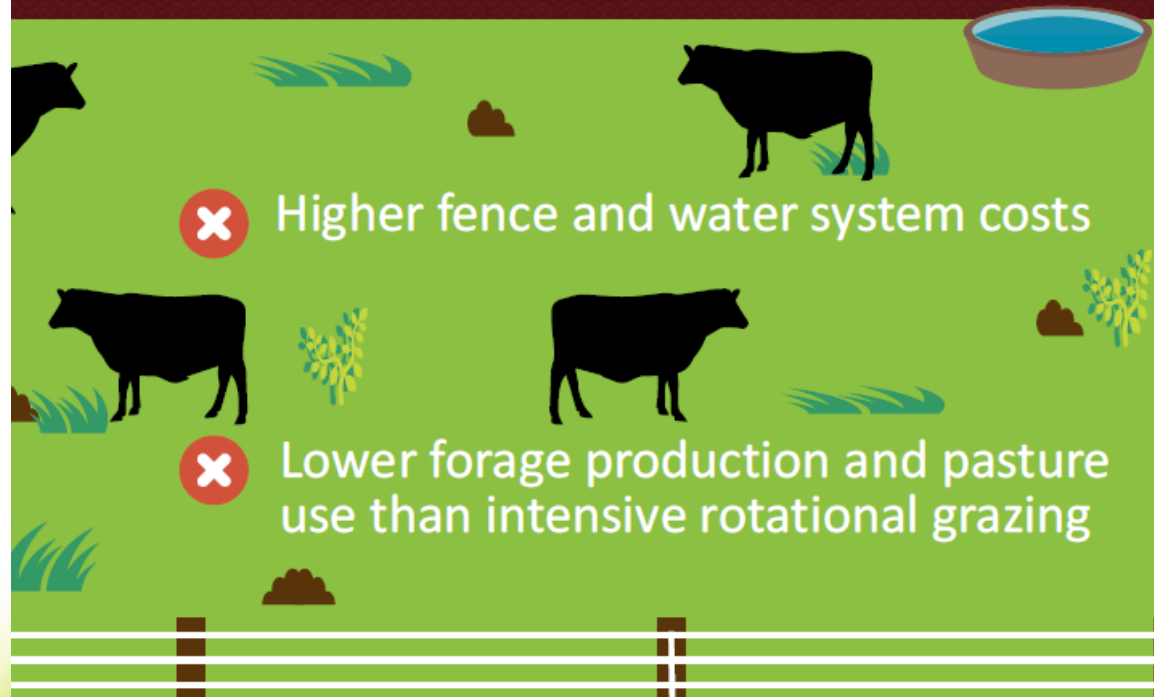 Higher fence and water system costs
Lower forage production and pasture
use than intensive rotational grazing